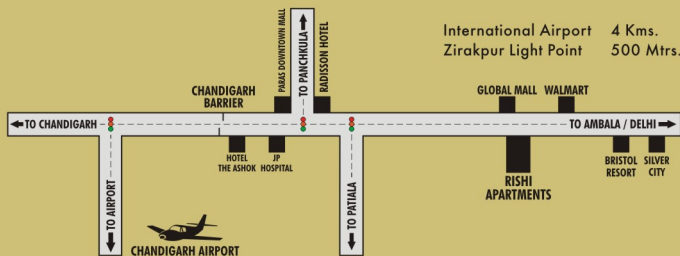 International Airport 4 Kms.
Zirakpur Light Point 500 Mtrs.
PARAS DOWNTOWN MALL
TO PANCHKULA
RADISSON HOTEL
CHANDIGARH
BARRIER
GLOBAL MALL
WALMART
TO CHANDIGARH
TO AMBALA / DELHI
HOTEL
THE ASHOK
JP
HOSPITAL
RISHI
APARTMENTS
BRISTOL
RESORT
SILVER
CITY
TO AIRPORT
TO PATIALA
CHANDIGARH AIRPORT